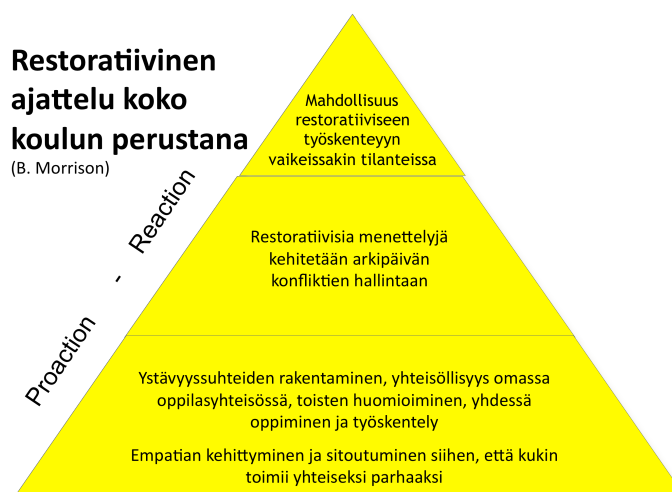 Restoratiivinen
ajattelu koko
koulun perustana
(B. Morrison)
Proaction - Reaction
Mahdollisuus
restoratiiviseen
työskenteyyn
vaikeissakin tilanteissa
Restoratiivisia menettelyjä
kehitetään arkipäivän
konfliktien hallintaan
Ystävyyssuhteiden rakentaminen, yhteisöllisyys omassa
oppilasyhteisössä, toisten huomioiminen, yhdessä
oppiminen ja työskentely
Empatian kehittyminen ja sitoutuminen siihen, että kukin
toimii yhteiseksi parhaaksi